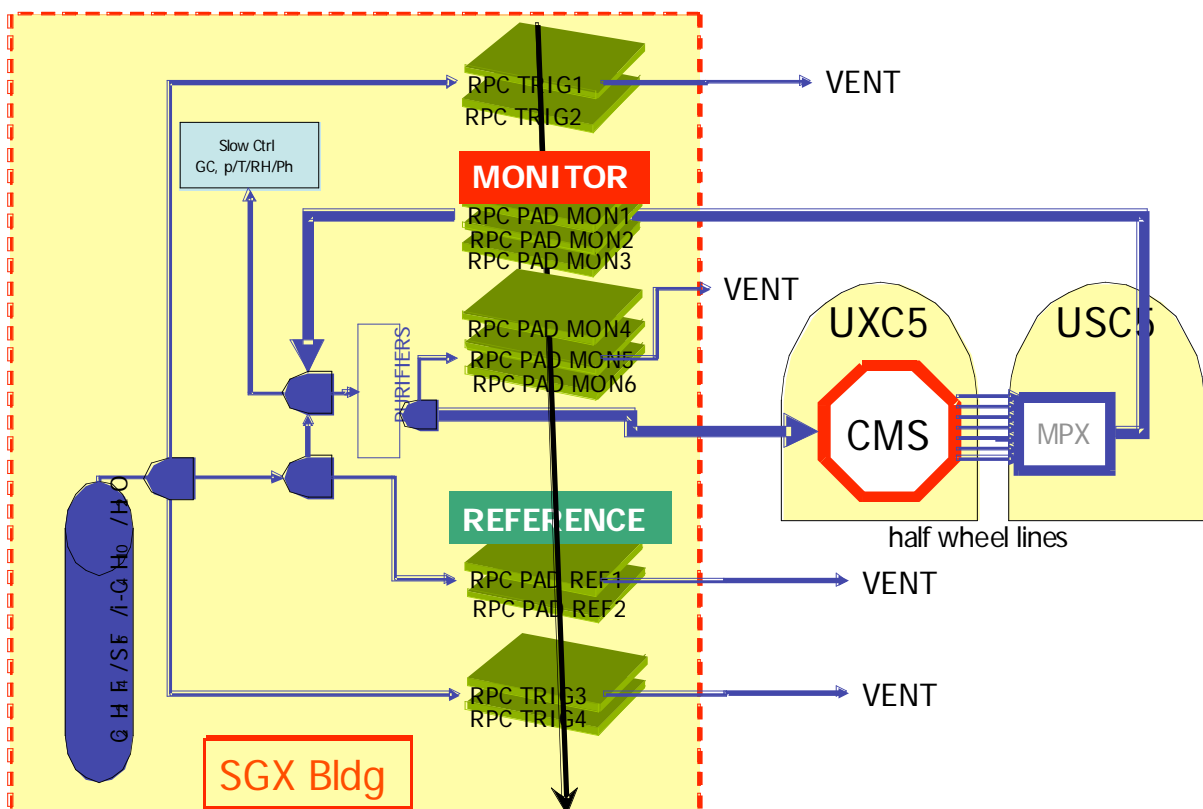 RPC TRIG1
RPC TRIG2
VENT
Slow Ctrl
GC, p/T/RH/Ph
MONITOR
RPC PAD MON1
RPC PAD MON2
RPC PAD MON3
VENT
RPC PAD MON4
RPC PAD MON5
RPC PAD MON6
PURIFIERS
UXC5
USC5
CMS
MPX
half wheel lines
REFERENCE
RPC PAD REF1
RPC PAD REF2
VENT
RPC TRIG3
RPC TRIG4
VENT
SGX Bldg